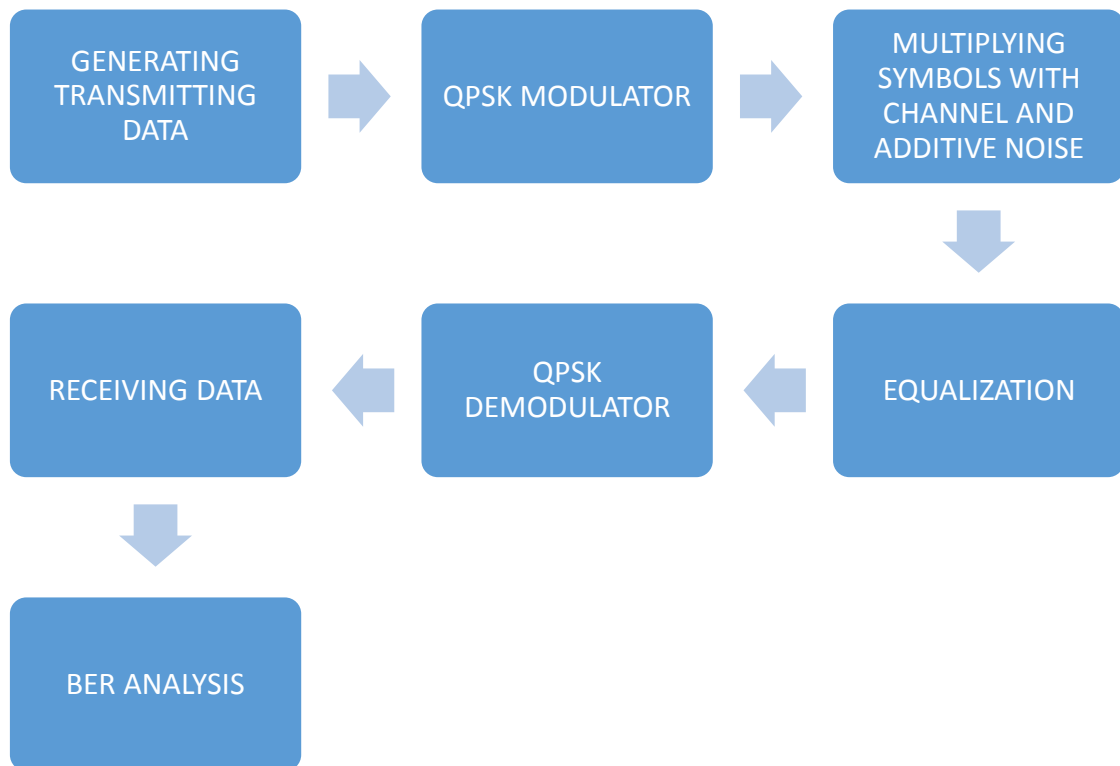 GENERATING
TRANSMITTING
DATA
QPSK MODULATOR
MULTIPLYING
SYMBOLS WITH
CHANNEL AND
ADDITIVE NOISE
EQUALIZATION
QPSK
DEMODULATOR
RECEIVING DATA
BER ANALYSIS